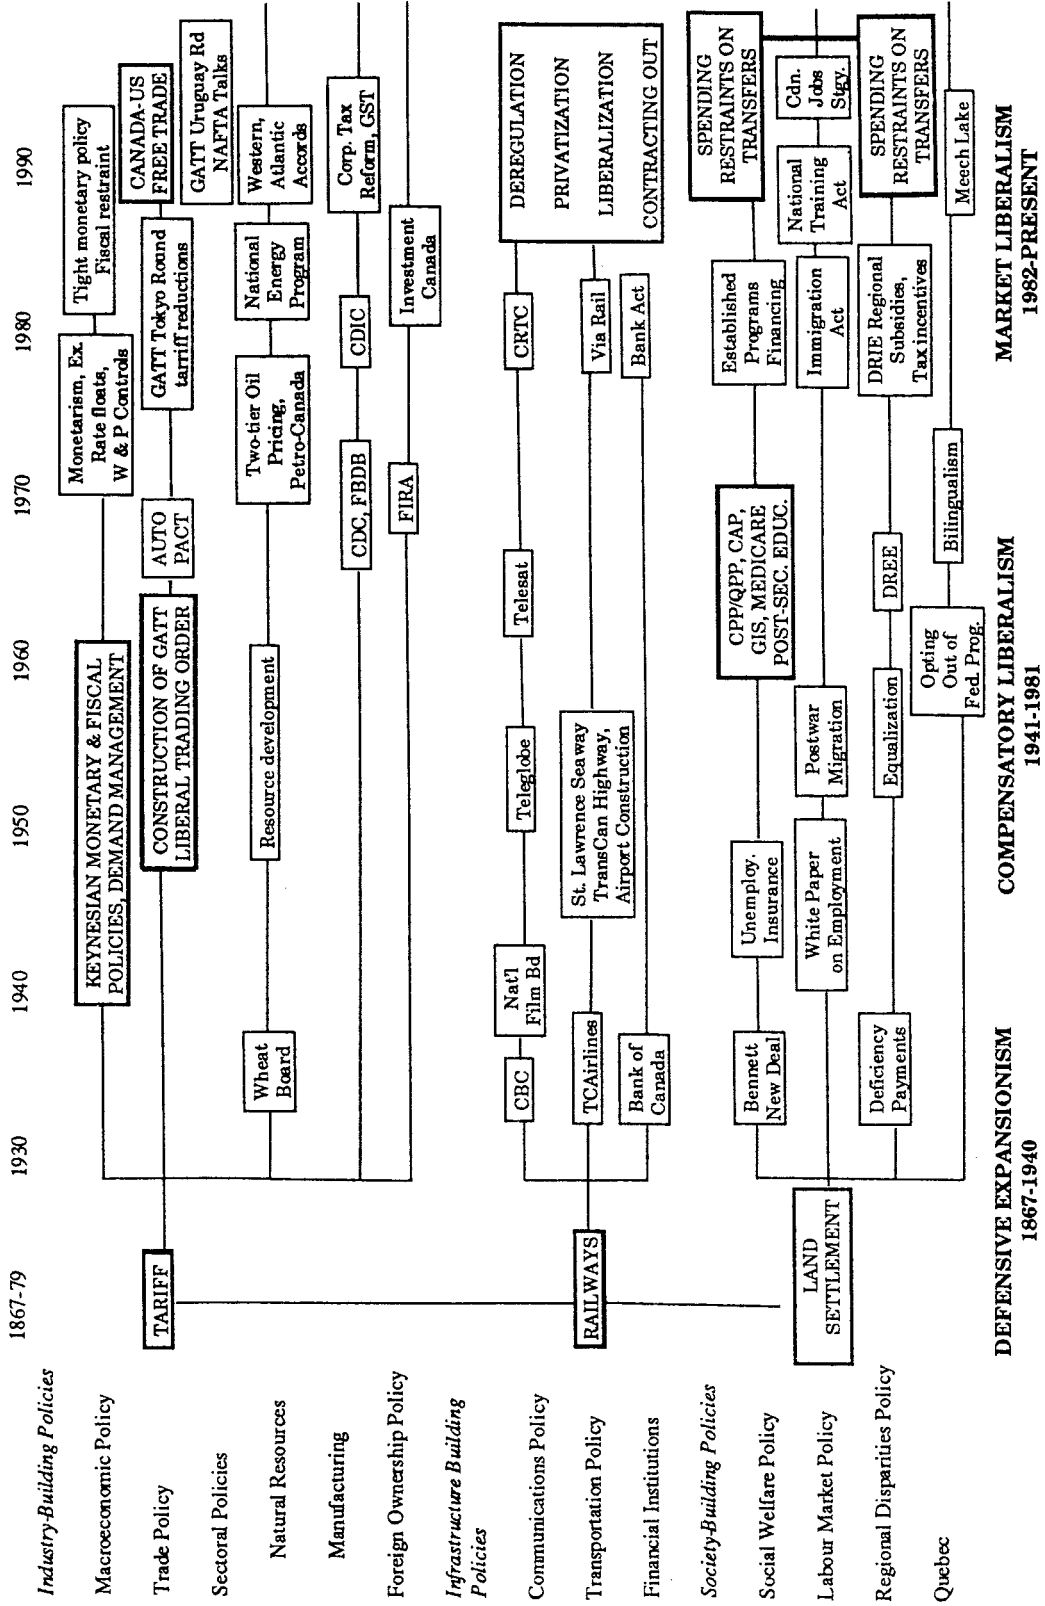 1867-79
1930
1940
1950
1960
1970
1980
1990
Industry-Building Policies
Macroeconomic Policy
KEYNESIAN MONETARY & FISCAL
POLICIES, DEMAND MANAGEMENT
Monetarism, Ex.
Rate floats,
W & P Controls
Tight monetary policy
Fiscal restraint
Trade Policy
TARIFF
CONSTRUCTION OF GATT
LIBERAL TRADING ORDER
AUTO
PACT
GATT Tokyo Round
tarriff reductions
CANADA-US
FREE TRADE
GATT Uruguay Rd
NAFTA Talks
Sectoral Policies
Natural Resources
Wheat
Board
Resource development
Two-tier Oil
Pricing,
Petro-Canada
National
Energy
Program
Western,
Atlantic
Accords
Manufacturing
CDC, FBDB
CDIC
Corp. Tax
Reform, GST
Foreign Ownership Policy
FIRA
Investment
Canada
Infrastructure Building
Policies
Communications Policy
CBC
Nat'l
Film Bd
Teleglobe
Telesat
CRTC
DEREGULATION
PRIVATIZATION
LIBERALIZATION
CONTRACTING OUT
Transportation Policy
RAILWAYS
TCAirlines
St. Lawrence Seaway
TransCan Highway,
Airport Construction
Via Rail
Financial Institutions
Bank of
Canada
Bank Act
Society-Building Policies
Social Welfare Policy
Bennett
New Deal
Unemploy.
Insurance
CPP/QPP, CAP,
GIS, MEDICARE
POST-SEC. EDUC.
Established
Programs
Financing
SPENDING
RESTRAINTS ON
TRANSFERS
Labour Market Policy
LAND
SETTLEMENT
White Paper
on Employment
Postwar
Migration
Immigration
Act
National
Training
Act
Cdn.
Jobs
Stgy.
Regional Disparities Policy
Deficiency
Payments
Equalization
DREE
DRIE Regional
Subsidies,
Tax incentives
SPENDING
RESTRAINTS ON
TRANSFERS
Quebec
Opting
Out of
Fed. Prog.
Bilingualism
Meech Lake
DEFENSIVE EXPANSIONISM
1867-1940
COMPENSATORY LIBERALISM
1941-1981
MARKET LIBERALISM
1982-PRESENT